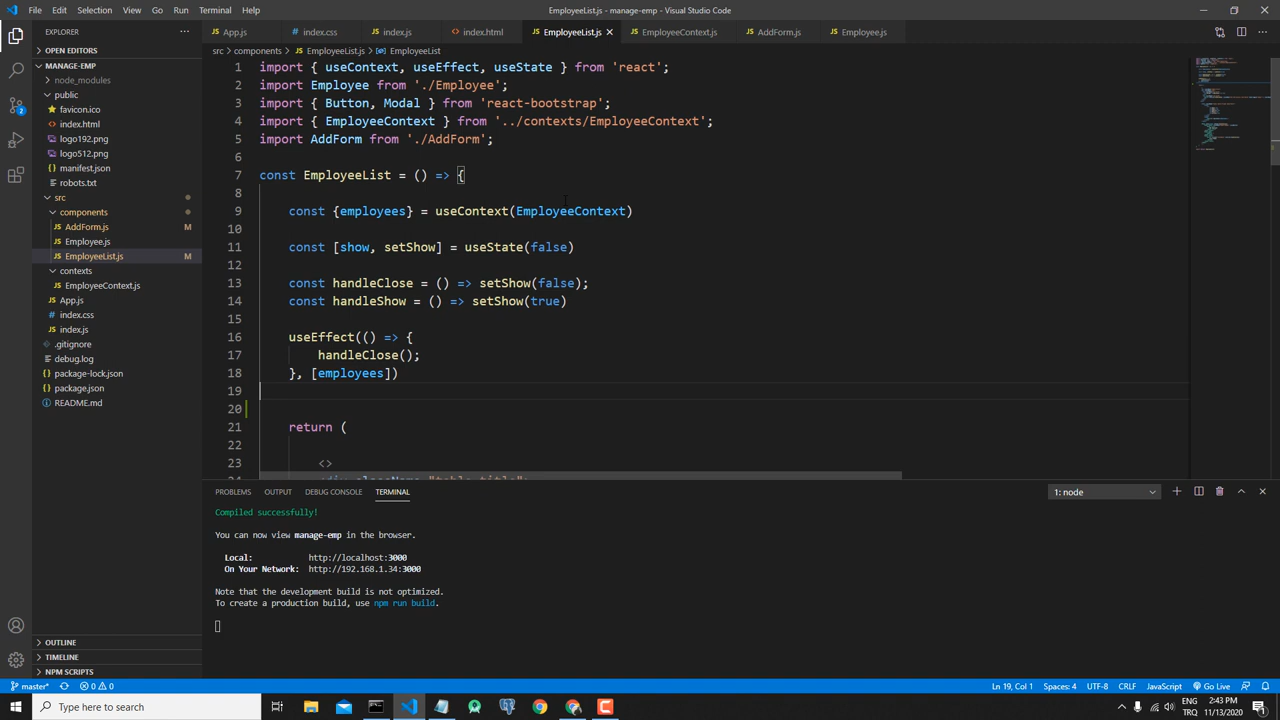 File Edit Selection View Go Run Terminal Help
EmployeeList.js - manage-emp - Visual Studio Code
EXPLORER
OPEN EDITORS
MANAGE-EMP
node_modules
public
favicon.ico
index.html
logo192.png
logo512.png
manifest.json
robots.txt
src
components
AddForm.js M
Employee.js
EmployeeList.js M
contexts
EmployeeContext.js
App.js
index.css
index.js
.gitignore
debug.log
package-lock.json
package.json
README.md
OUTLINE
TIMELINE
NPM SCRIPTS
2
App.js index.css index.js index.html EmployeeList.js EmployeeContext.js AddForm.js Employee.js
src > components > EmployeeList.js > EmployeeList
1 import { useContext, useEffect, useState } from 'react';
2 import Employee from './Employee';
3 import { Button, Modal } from 'react-bootstrap';
4 import { EmployeeContext } from '../contexts/EmployeeContext';
5 import AddForm from './AddForm';
6
7 const EmployeeList = () => {
8
9 const {employees} = useContext(EmployeeContext)
10
11 const [show, setShow] = useState(false)
12
13 const handleClose = () => setShow(false);
14 const handleShow = () => setShow(true)
15
16 useEffect(() => {
17 handleClose();
18 }, [employees])
19
20
21 return (
22
23 <>
PROBLEMS OUTPUT DEBUG CONSOLE TERMINAL
1: node
Compiled successfully!
You can now view manage-emp in the browser.
Local: http://localhost:3000
On Your Network: http://192.168.1.34:3000
Note that the development build is not optimized.
To create a production build, use npm run build.
master* 0 0
Ln 19, Col 1 Spaces: 4 UTF-8 CRLF JavaScript Go Live
Type here to search
TRQ
2:43 PM
11/13/2020